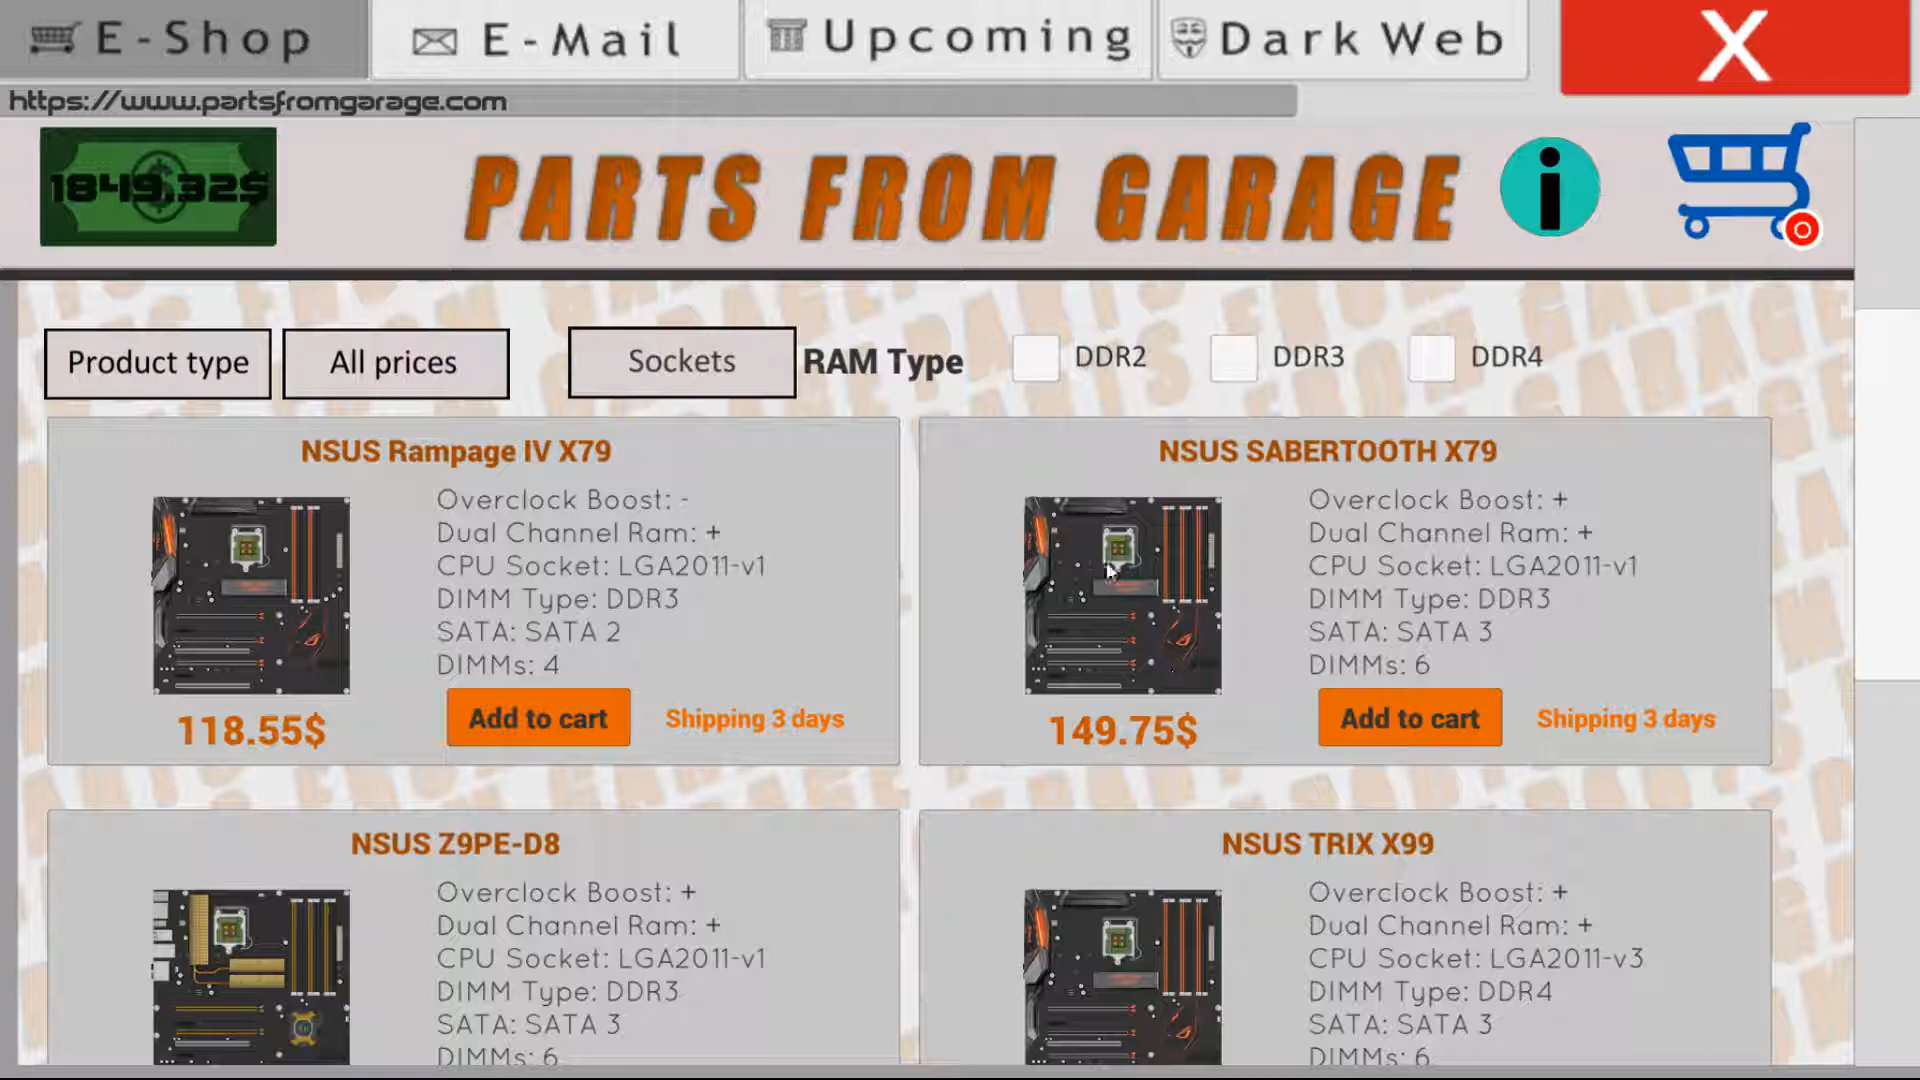 E-Shop
E-Mail
Upcoming
Dark Web
X
https://www.partsfromgarage.com
1849.32$
PARTS FROM GARAGE
i
0
Product type
All prices
Sockets
RAM Type
DDR2
DDR3
DDR4
NSUS Rampage IV X79
Overclock Boost: -
Dual Channel Ram: +
CPU Socket: LGA2011-v1
DIMM Type: DDR3
SATA: SATA 2
DIMMs: 4
118.55$
Add to cart
Shipping 3 days
NSUS SABERTOOTH X79
Overclock Boost: +
Dual Channel Ram: +
CPU Socket: LGA2011-v1
DIMM Type: DDR3
SATA: SATA 3
DIMMs: 6
149.75$
Add to cart
Shipping 3 days
NSUS Z9PE-D8
Overclock Boost: +
Dual Channel Ram: +
CPU Socket: LGA2011-v1
DIMM Type: DDR3
SATA: SATA 3
DIMMs: 6
NSUS TRIX X99
Overclock Boost: +
Dual Channel Ram: +
CPU Socket: LGA2011-v3
DIMM Type: DDR4
SATA: SATA 3
DIMMs: 6